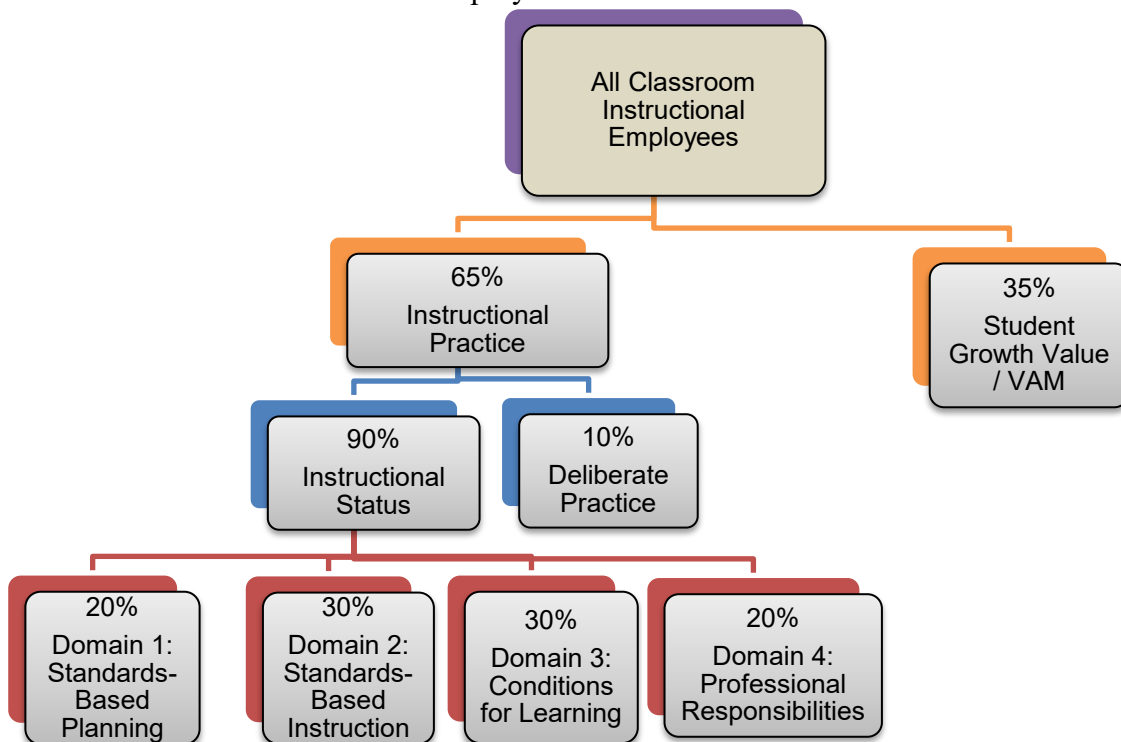 All Classroom
Instructional
Employees
65%
Instructional
Practice
35%
Student
Growth Value
/ VAM
90%
Instructional
Status
10%
Deliberate
Practice
20%
Domain 1:
Standards-
Based
Planning
30%
Domain 2:
Standards-
Based
Instruction
30%
Domain 3:
Conditions
for Learning
20%
Domain 4:
Professional
Responsibilities